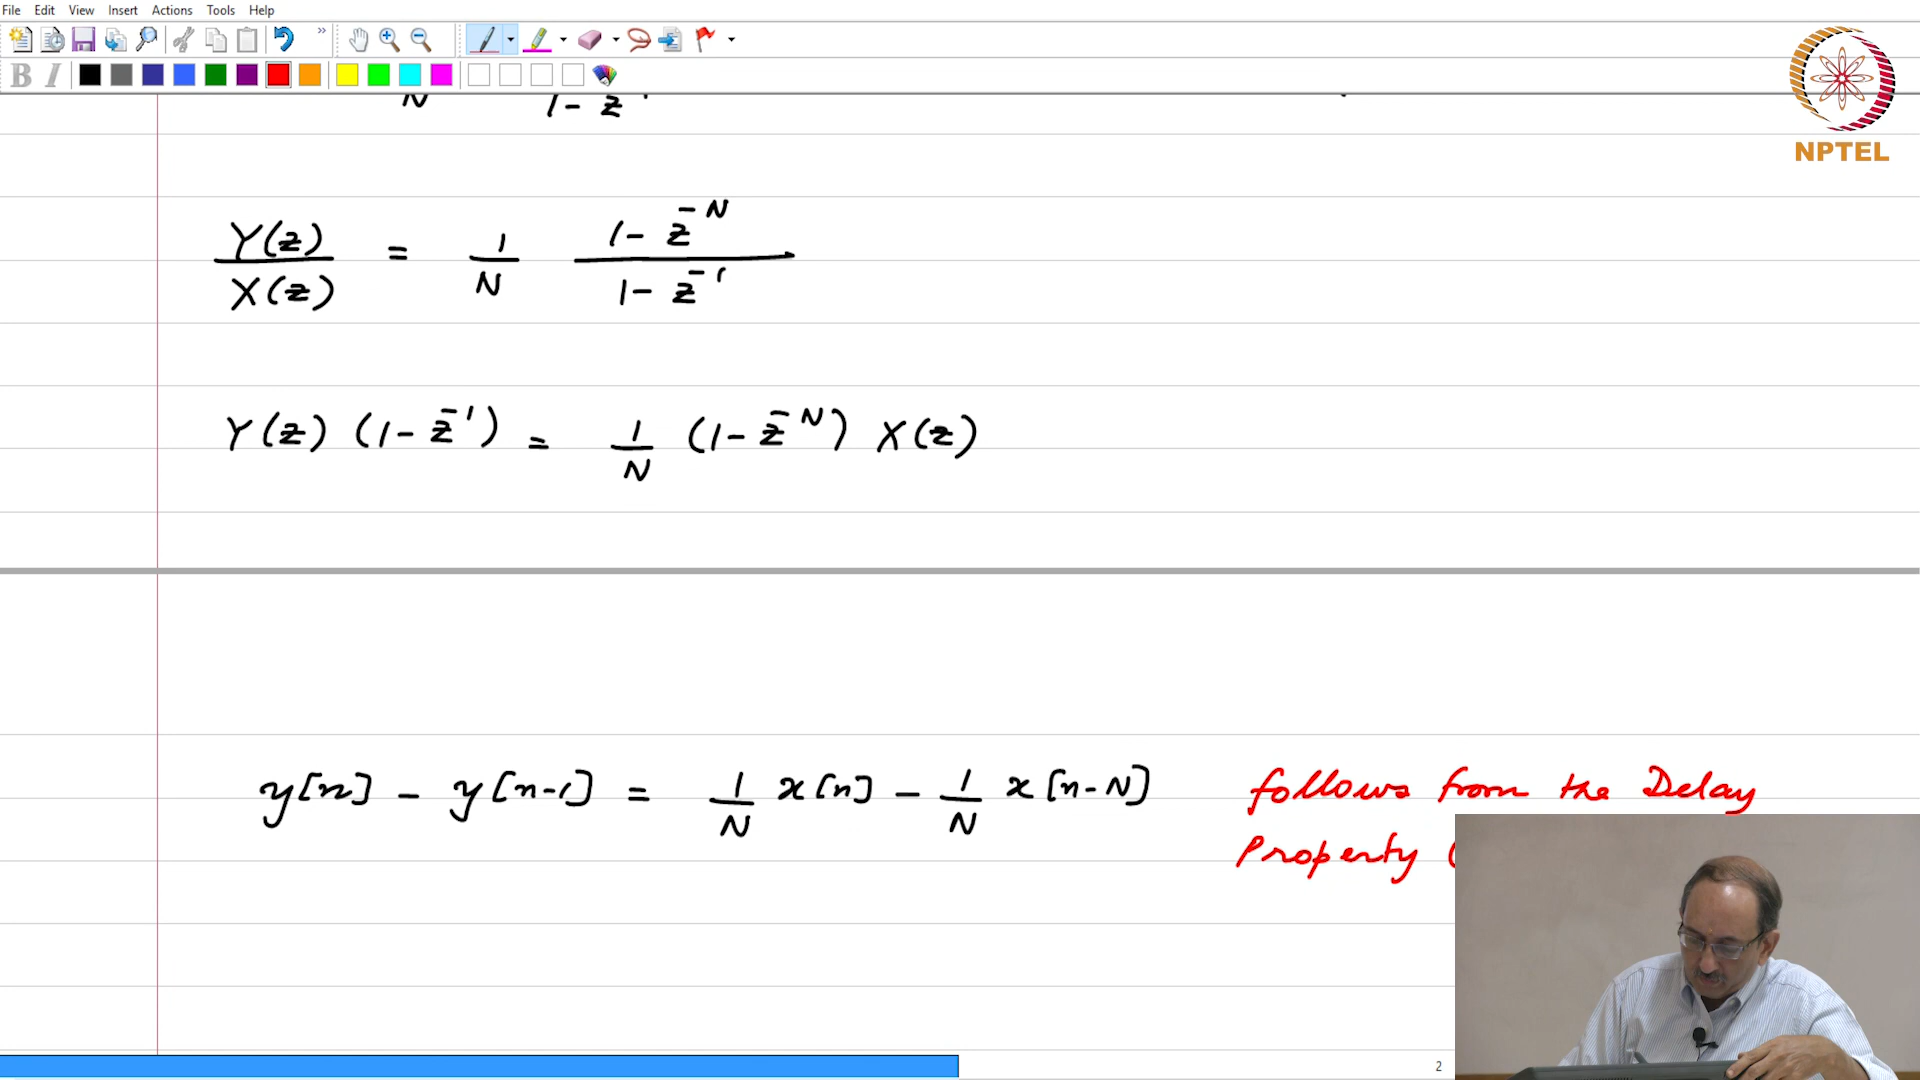 File Edit View Insert Actions Tools Help
B I
N 1 - z
NPTEL
Y(z)/X(z) = 1/N (1 - z^-N)/(1 - z^-1)
Y(z) (1 - z^-1) = 1/N (1 - z^-N) X(z)
y[n] - y[n-1] = 1/N x[n] - 1/N x[n-N] follows from the Delay
Property (
2